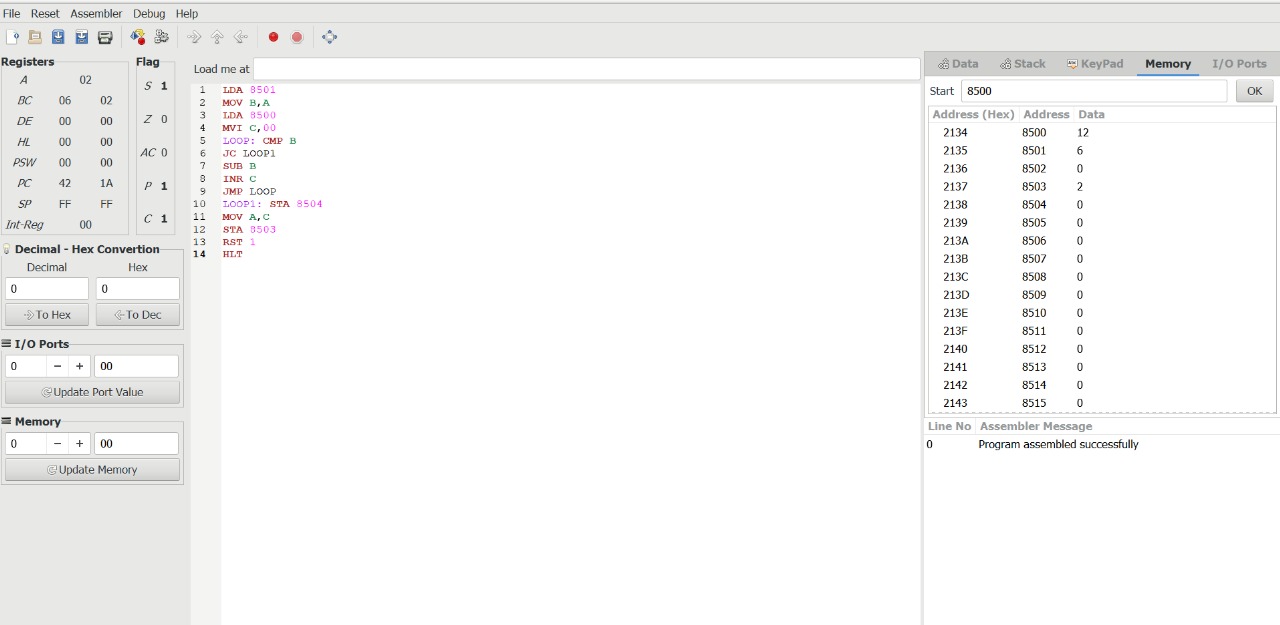 File Reset Assembler Debug Help
Registers
A 02
BC 06 02
DE 00 00
HL 00 00
PSW 00 00
PC 42 1A
SP FF FF
Int-Reg 00
Flag
S 1
Z 0
AC 0
P 1
C 1
Decimal - Hex Convertion
Decimal Hex
0 0
To Hex To Dec
I/O Ports
0 − + 00
Update Port Value
Memory
0 − + 00
Update Memory
Load me at
1 LDA 8501
2 MOV B,A
3 LDA 8500
4 MVI C,00
5 LOOP: CMP B
6 JC LOOP1
7 SUB B
8 INR C
9 JMP LOOP
10 LOOP1: STA 8504
11 MOV A,C
12 STA 8503
13 RST 1
14 HLT
Data Stack KeyPad Memory I/O Ports
Start 8500 OK
Address (Hex) Address Data
2134 8500 12
2135 8501 6
2136 8502 0
2137 8503 2
2138 8504 0
2139 8505 0
213A 8506 0
213B 8507 0
213C 8508 0
213D 8509 0
213E 8510 0
213F 8511 0
2140 8512 0
2141 8513 0
2142 8514 0
2143 8515 0
Line No Assembler Message
0 Program assembled successfully